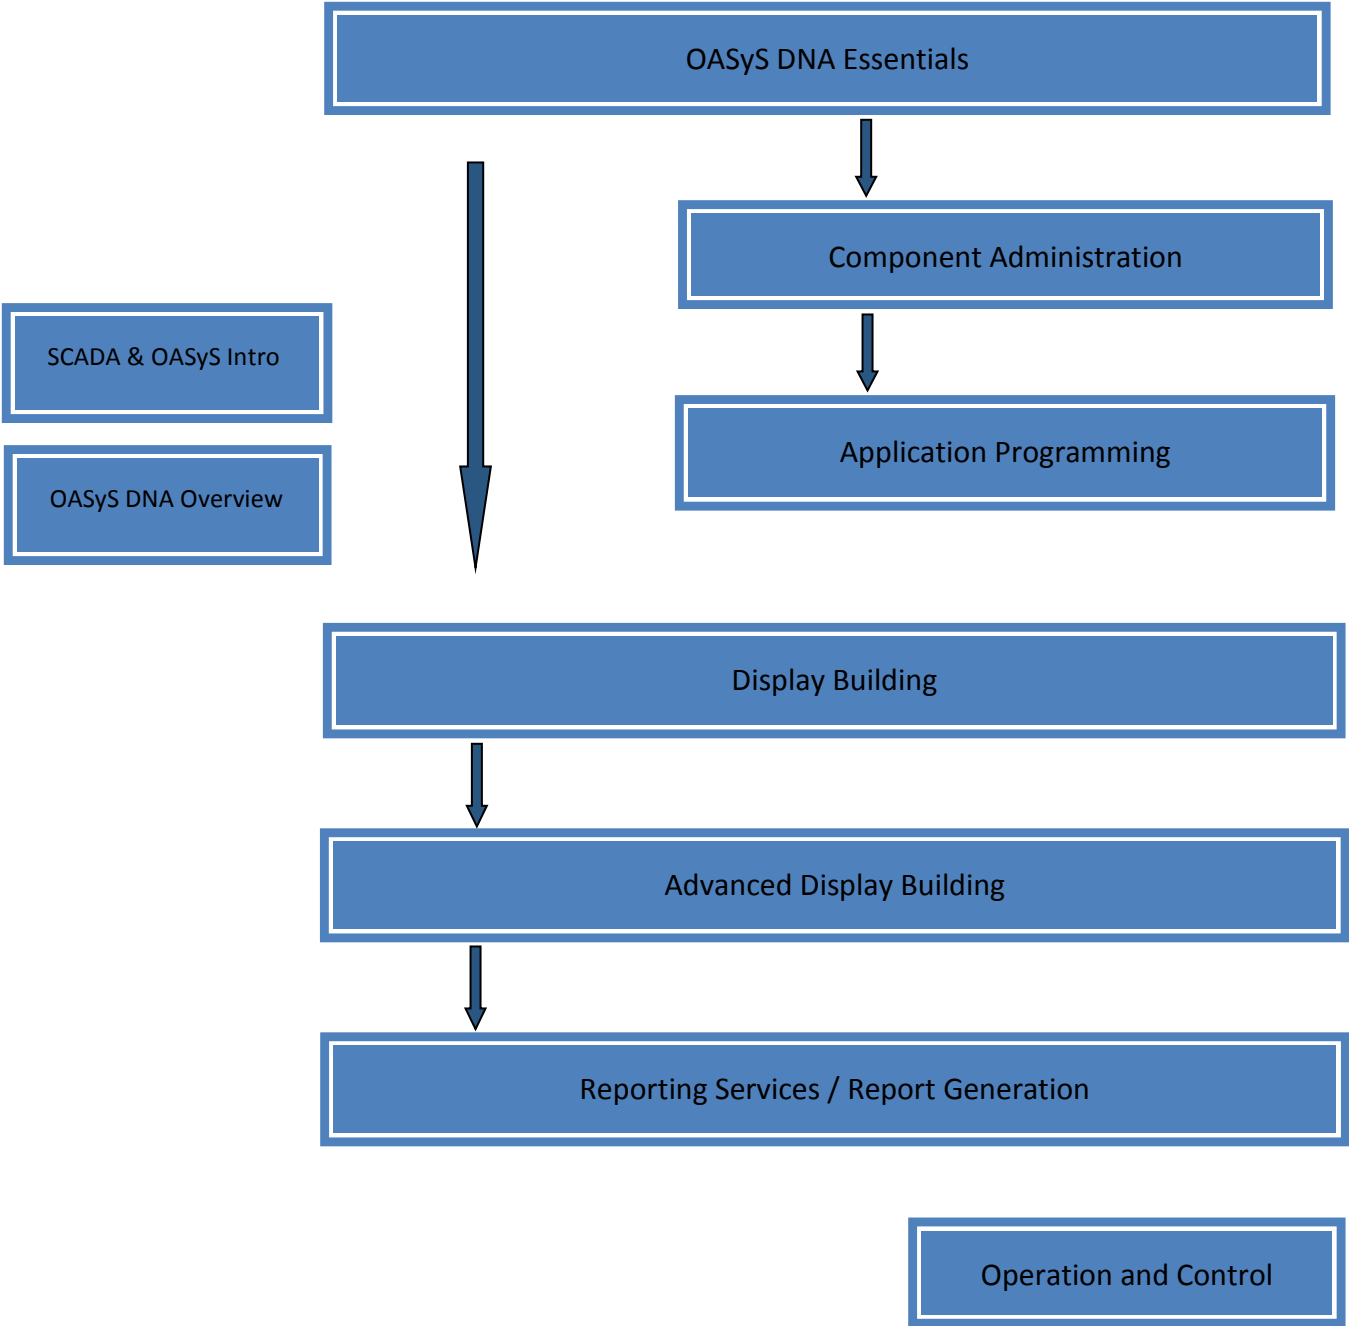 OASyS DNA Essentials
Component Administration
SCADA & OASyS Intro
Application Programming
OASyS DNA Overview
Display Building
Advanced Display Building
Reporting Services / Report Generation
Operation and Control